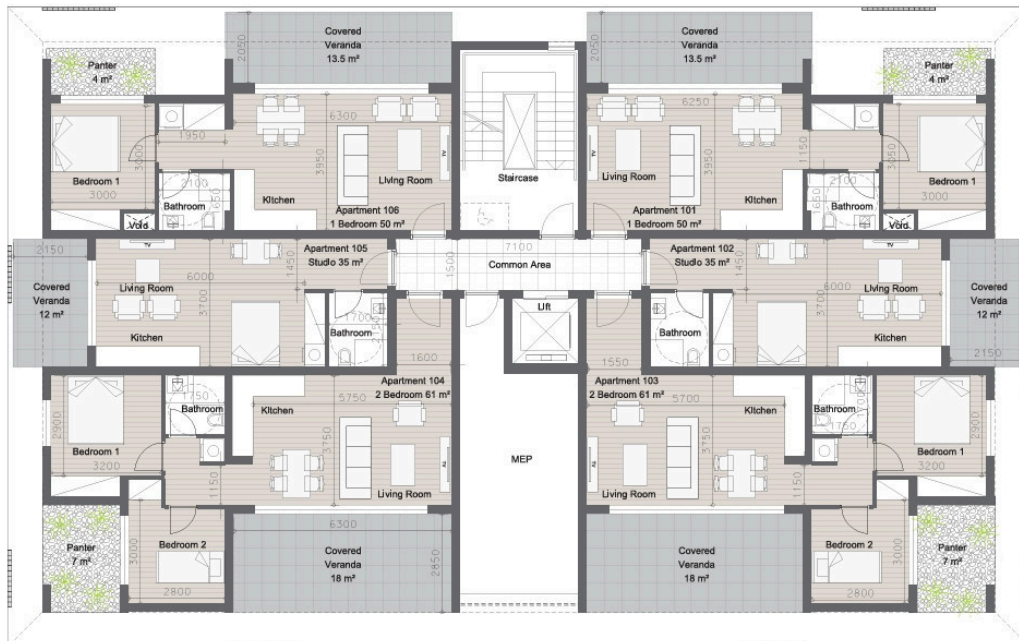 Covered
Veranda
13.5 m²
2050
Covered
Veranda
13.5 m²
2050
Panter
4 m²
Panter
4 m²
6300
1950
3950
3000
Bedroom 1
3000
2100
Bathroom
Void
Kitchen
Living Room
TV
Apartment 106
1 Bedroom 50 m²
Staircase
6250
1150
3950
3050
Living Room
TV
Kitchen
Apartment 101
1 Bedroom 50 m²
2100
Bathroom
Void
Bedroom 1
3000
2150
Covered
Veranda
12 m²
TV
6000
Living Room
3700
Kitchen
1450
Apartment 105
Studio 35 m²
1700
Bathroom
7100
1500
Common Area
Lift
Apartment 102
Studio 35 m²
1450
TV
6000
Living Room
3700
Kitchen
Bathroom
Covered
Veranda
12 m²
2150
1600
Apartment 104
2 Bedroom 61 m²
5750
Kitchen
3750
Living Room
TV
1750
Bathroom
2900
Bedroom 1
3200
1150
1550
Apartment 103
2 Bedroom 61 m²
5700
Kitchen
3750
Living Room
TV
1700
Bathroom
1750
2900
Bedroom 1
3200
1150
MEP
Panter
7 m²
3000
Bedroom 2
2800
6300
Covered
Veranda
18 m²
2850
Covered
Veranda
18 m²
Bedroom 2
3000
2800
Panter
7 m²